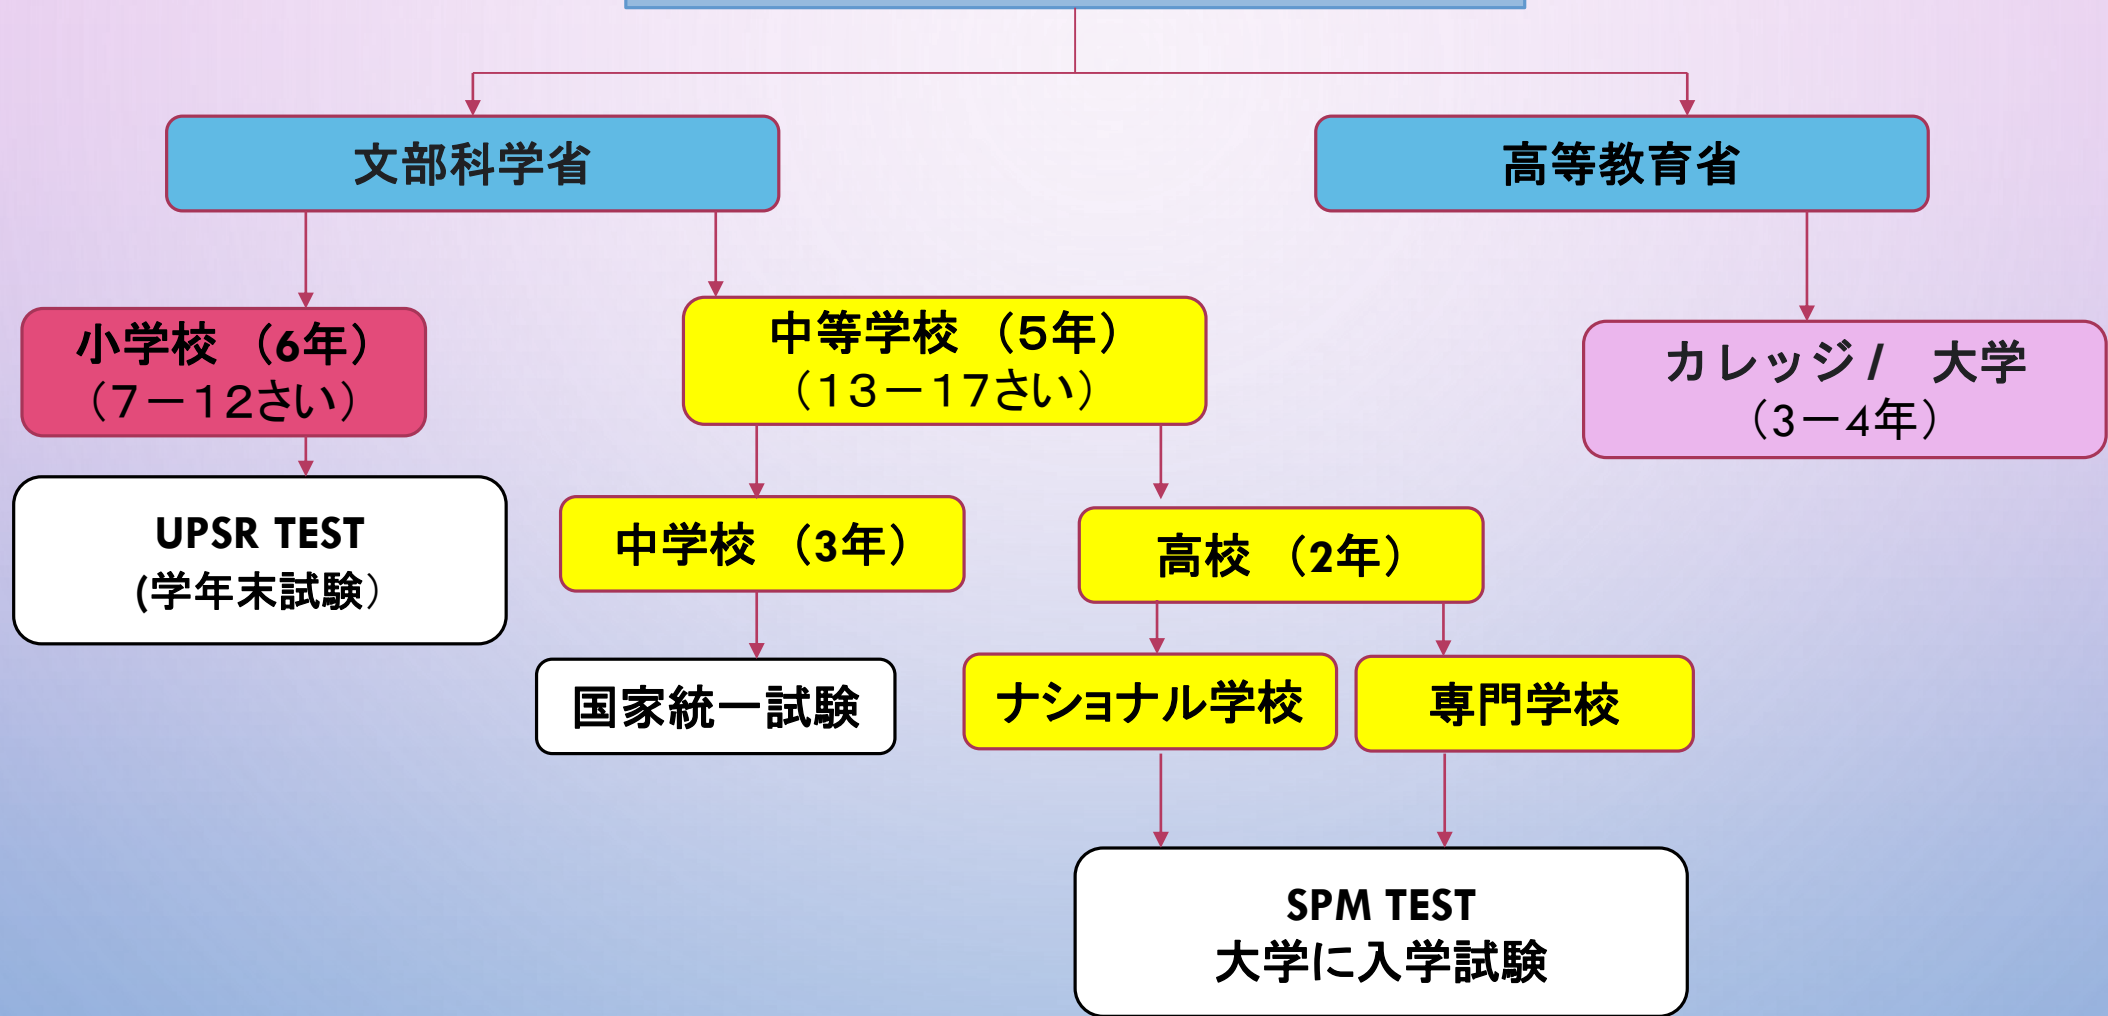 文部科学省
高等教育省
小学校 （6年）
（７－１２さい）
中等学校 （５年）
（１３－１７さい）
カレッジ /　大学
（3－4年）
UPSR TEST
(学年末試験）
中学校 （3年）
高校 （2年）
国家統一試験
ナショナル学校
専門学校
SPM TEST
大学に入学試験